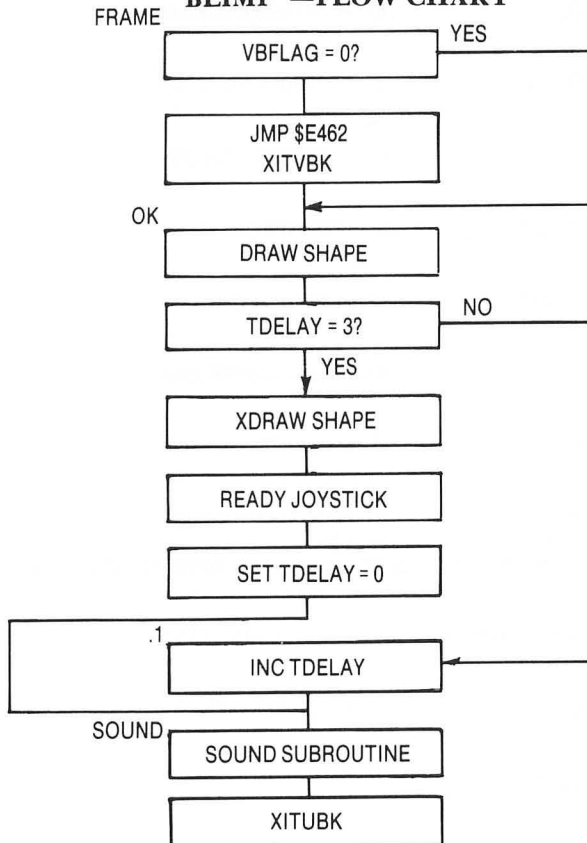 BLIMP —FLOW CHART
FRAME
VBFLAG = 0?
YES
JMP $E462
XITVBK
OK
DRAW SHAPE
TDELAY = 3?
NO
YES
XDRAW SHAPE
READY JOYSTICK
SET TDELAY = 0
.1
INC TDELAY
SOUND
SOUND SUBROUTINE
XITUBK